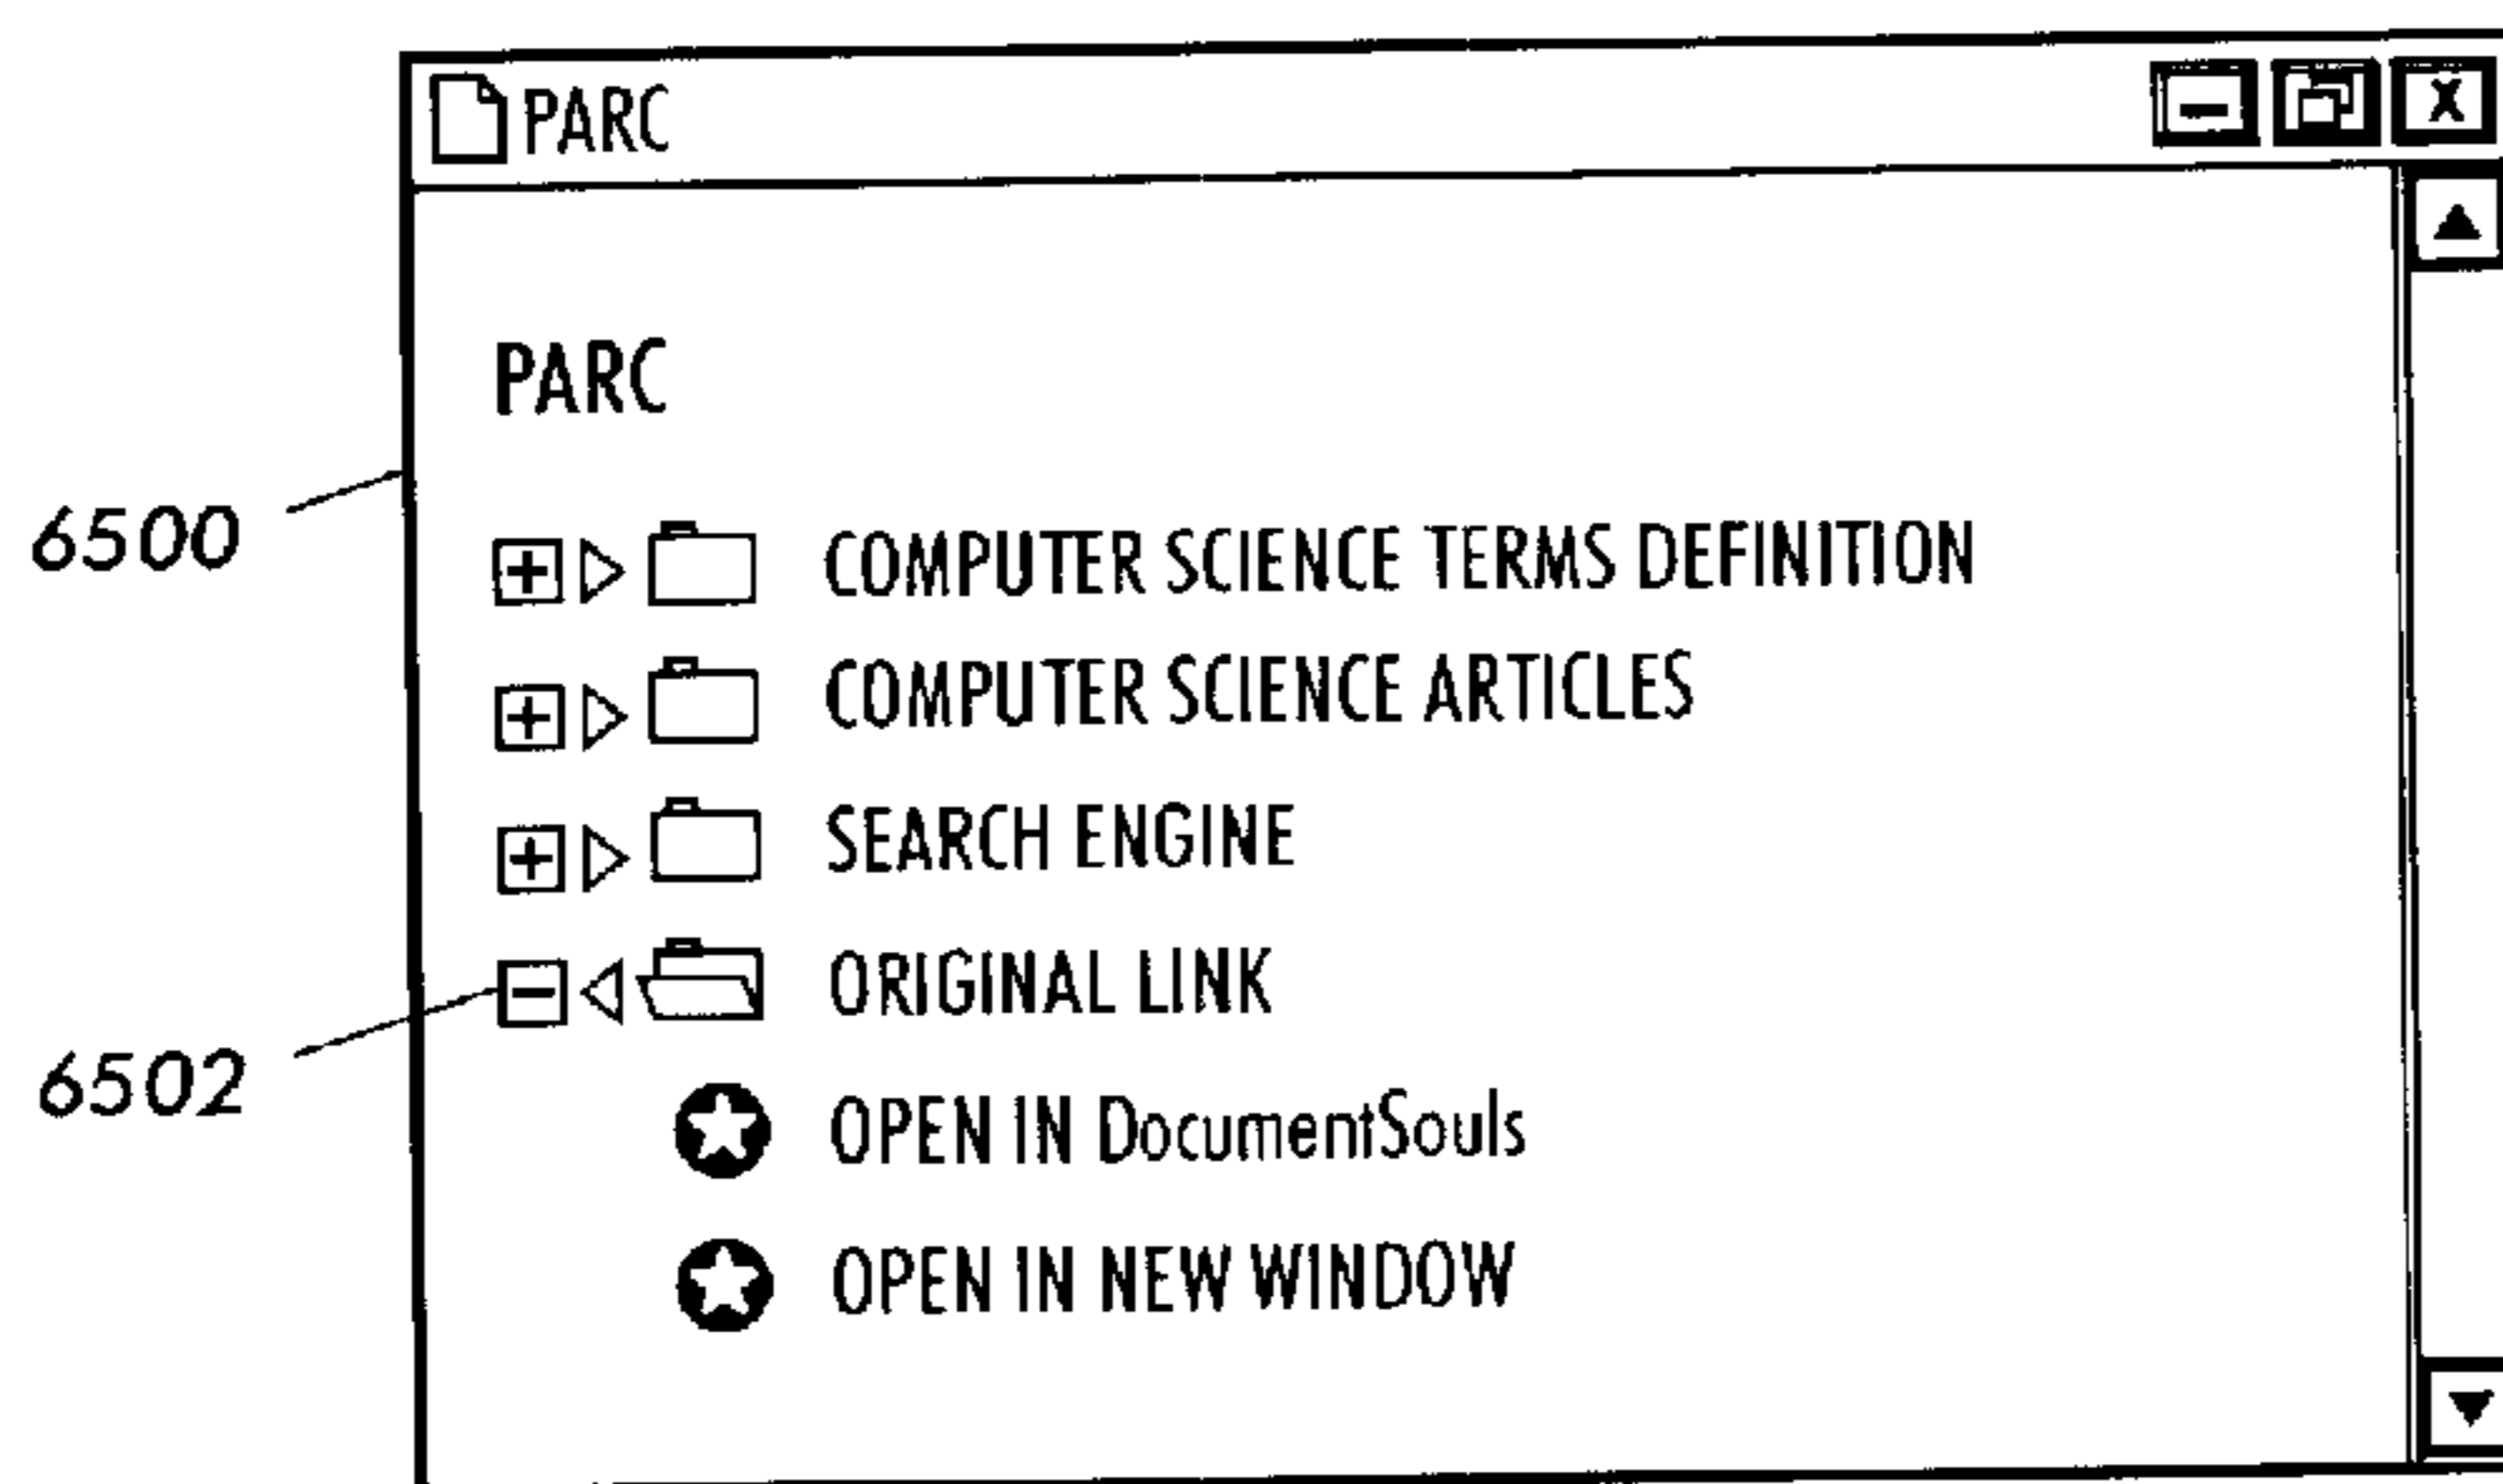 PARC
PARC
6500
COMPUTER SCIENCE TERMS DEFINITION
COMPUTER SCIENCE ARTICLES
SEARCH ENGINE
ORIGINAL LINK
6502
OPEN IN DocumentSouls
OPEN IN NEW WINDOW